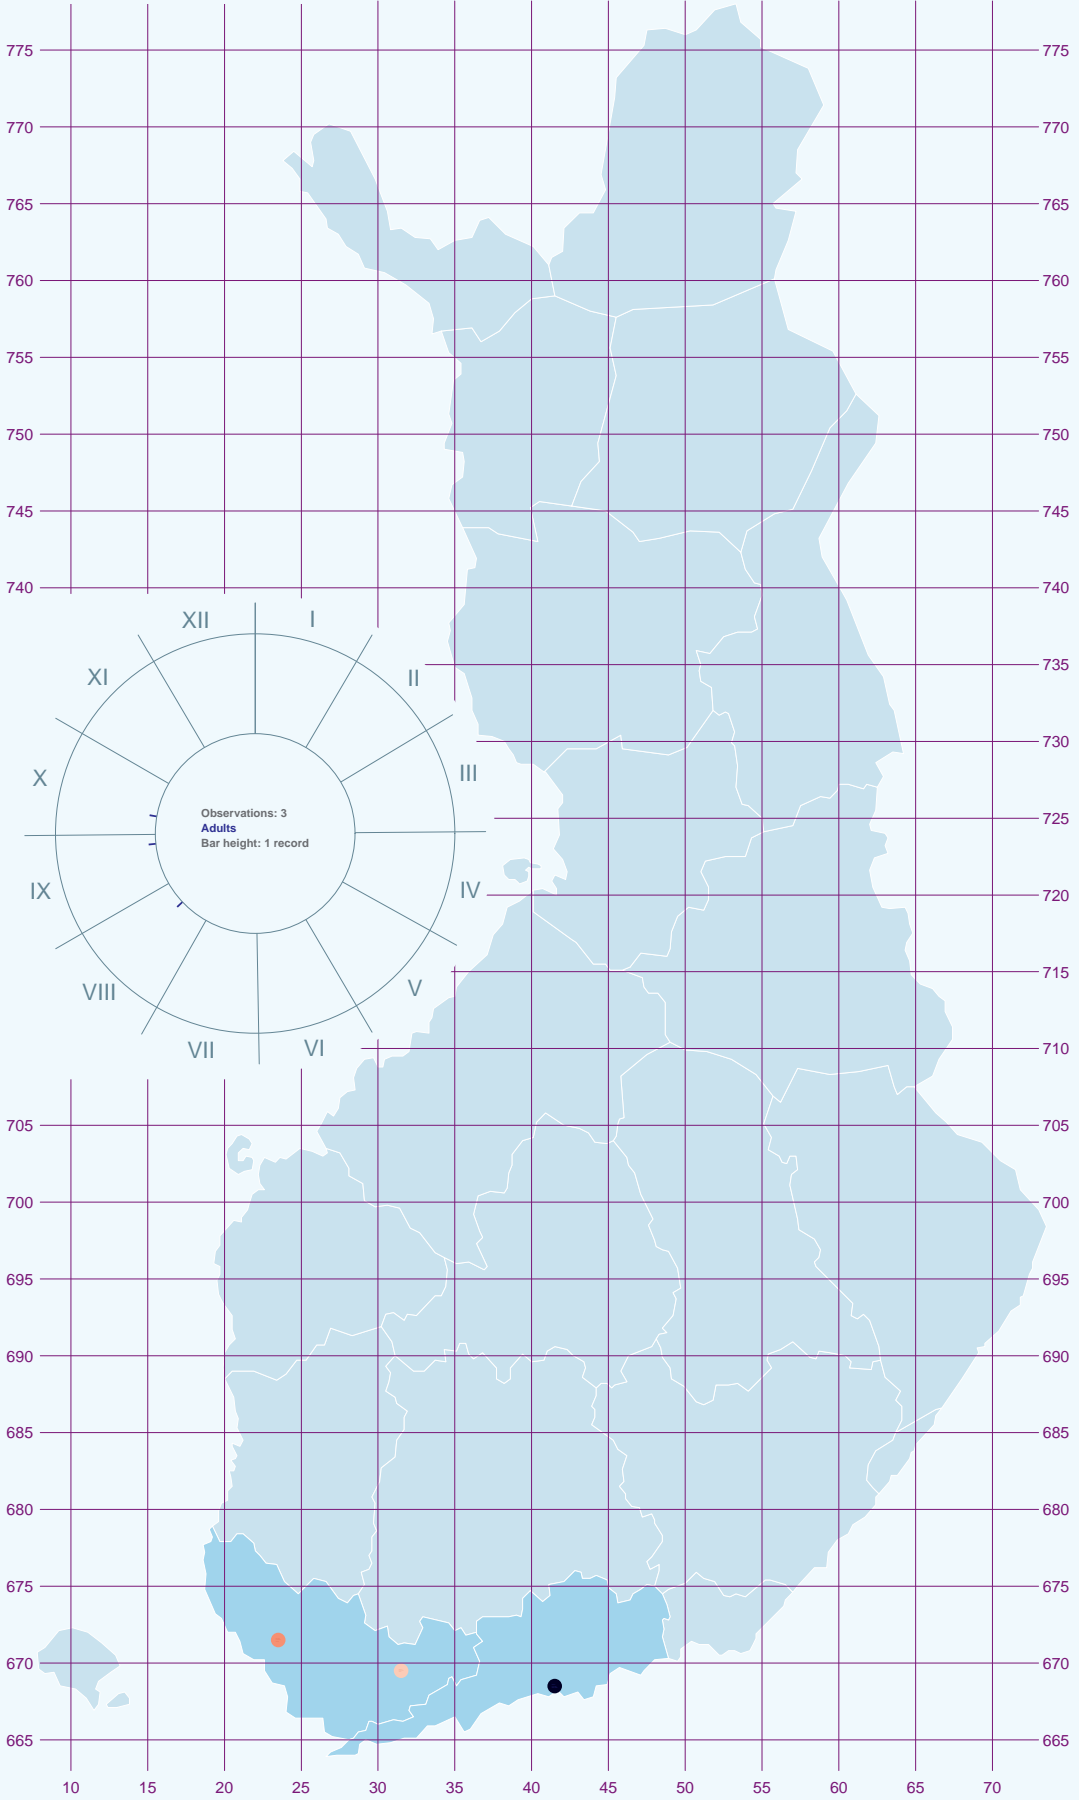 775 775
770 770
765 765
760 760
755 755
750 750
745 745
740 740
XII I
XI II
735
730
X III
Observations: 3
Adults
Bar height: 1 record
725
IX IV
720
VIII V
715
VII VI
710
705 705
700 700
695 695
690 690
685 685
680 680
675 675
670 670
665 665
10 15 20 25 30 35 40 45 50 55 60 65 70